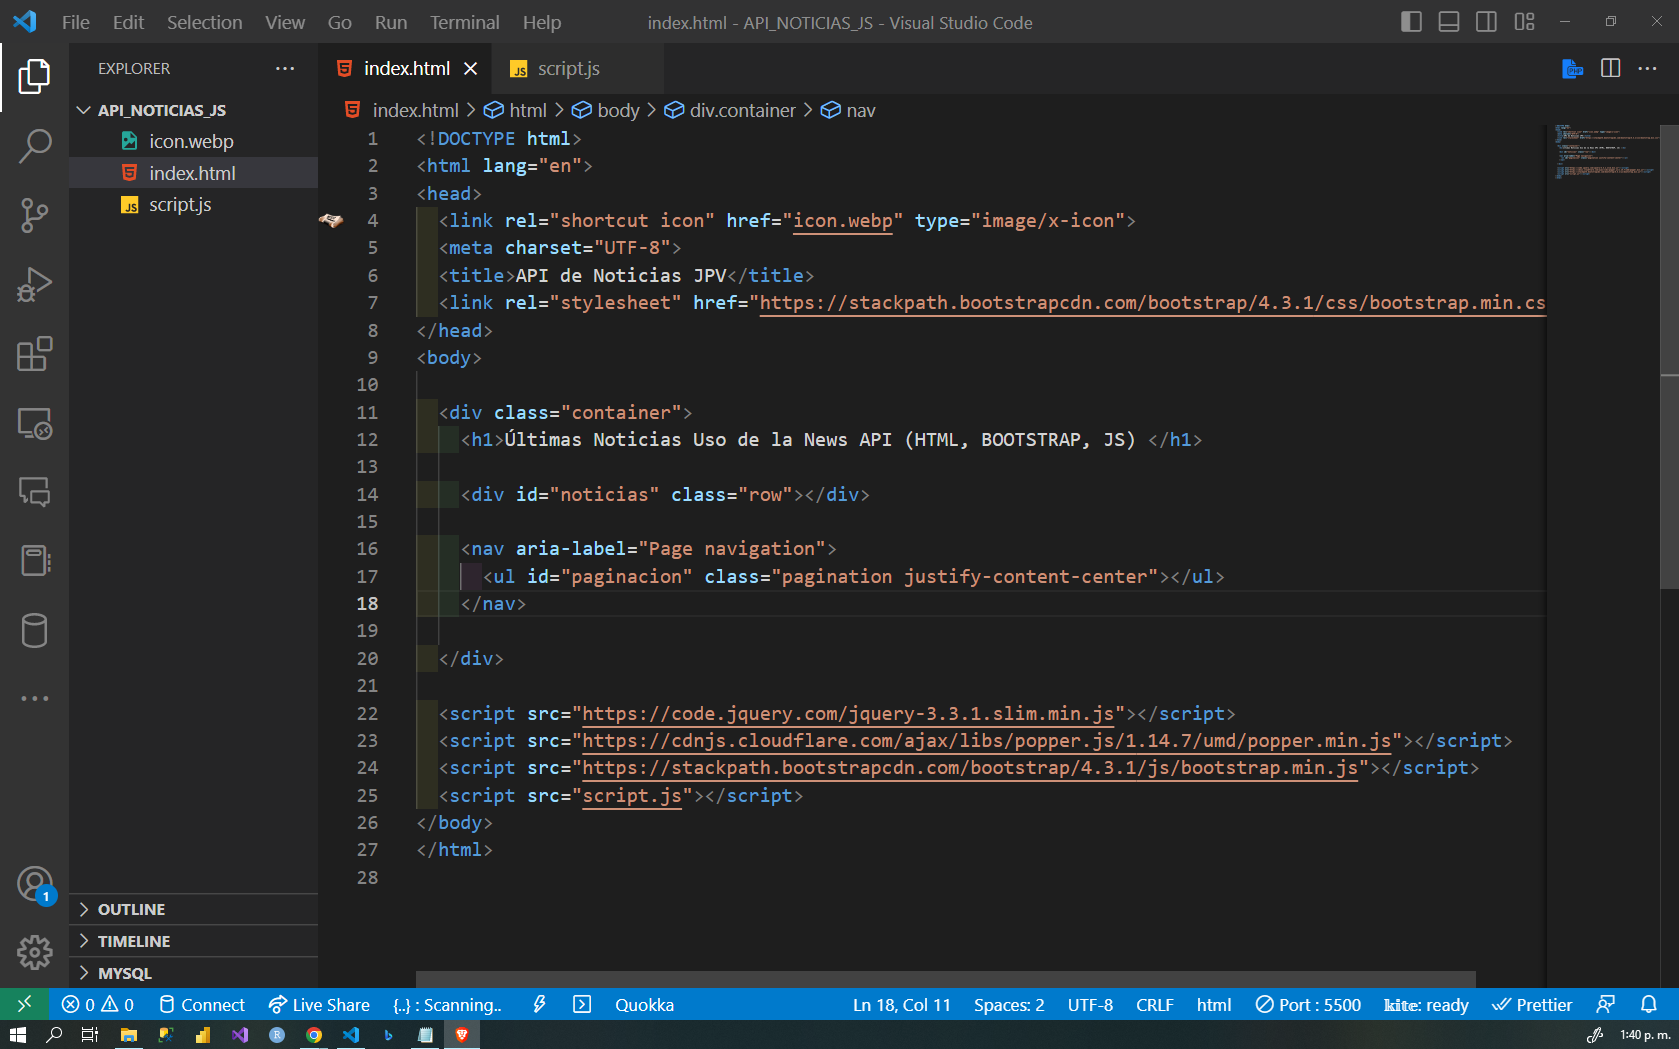 File Edit Selection View Go Run Terminal Help
index.html - API_NOTICIAS_JS - Visual Studio Code
EXPLORER
API_NOTICIAS_JS
icon.webp
index.html
JS script.js
OUTLINE
TIMELINE
MYSQL
1
index.html
JS script.js
PHP
index.html > html > body > div.container > nav
1 <!DOCTYPE html>
2 <html lang="en">
3 <head>
4 <link rel="shortcut icon" href="icon.webp" type="image/x-icon">
5 <meta charset="UTF-8">
6 <title>API de Noticias JPV</title>
7 <link rel="stylesheet" href="https://stackpath.bootstrapcdn.com/bootstrap/4.3.1/css/bootstrap.min.cs
8 </head>
9 <body>
10
11 <div class="container">
12 <h1>Últimas Noticias Uso de la News API (HTML, BOOTSTRAP, JS) </h1>
13
14 <div id="noticias" class="row"></div>
15
16 <nav aria-label="Page navigation">
17 <ul id="paginacion" class="pagination justify-content-center"></ul>
18 </nav>
19
20 </div>
21
22 <script src="https://code.jquery.com/jquery-3.3.1.slim.min.js"></script>
23 <script src="https://cdnjs.cloudflare.com/ajax/libs/popper.js/1.14.7/umd/popper.min.js"></script>
24 <script src="https://stackpath.bootstrapcdn.com/bootstrap/4.3.1/js/bootstrap.min.js"></script>
25 <script src="script.js"></script>
26 </body>
27 </html>
28
0 0 Connect Live Share {..} : Scanning.. Quokka Ln 18, Col 11 Spaces: 2 UTF-8 CRLF html Port : 5500 kite: ready Prettier
1:40 p. m.